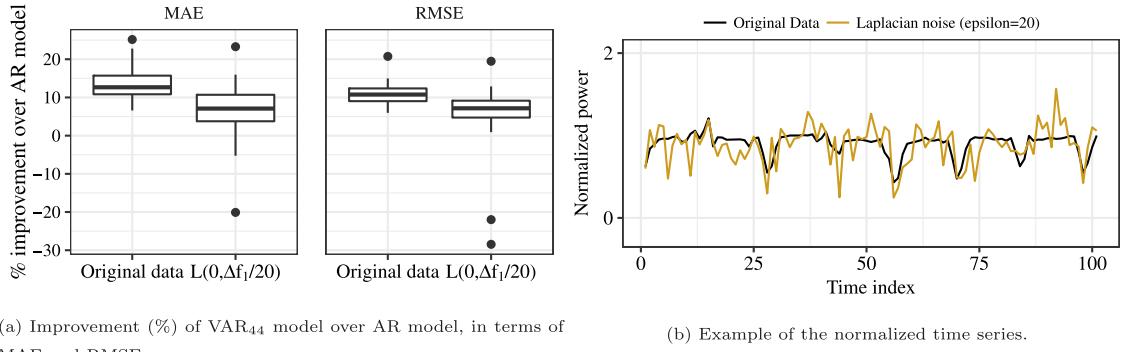 MAE
RMSE
% improvement over AR model
20
10
0
−10
−20
−30
Original data L(0,Δf₁/20)
Original data L(0,Δf₁/20)
(a) Improvement (%) of VAR₄₄ model over AR model, in terms of
Original Data
Laplacian noise (epsilon=20)
Normalized power
2
1
0
0
25
50
75
100
Time index
(b) Example of the normalized time series.